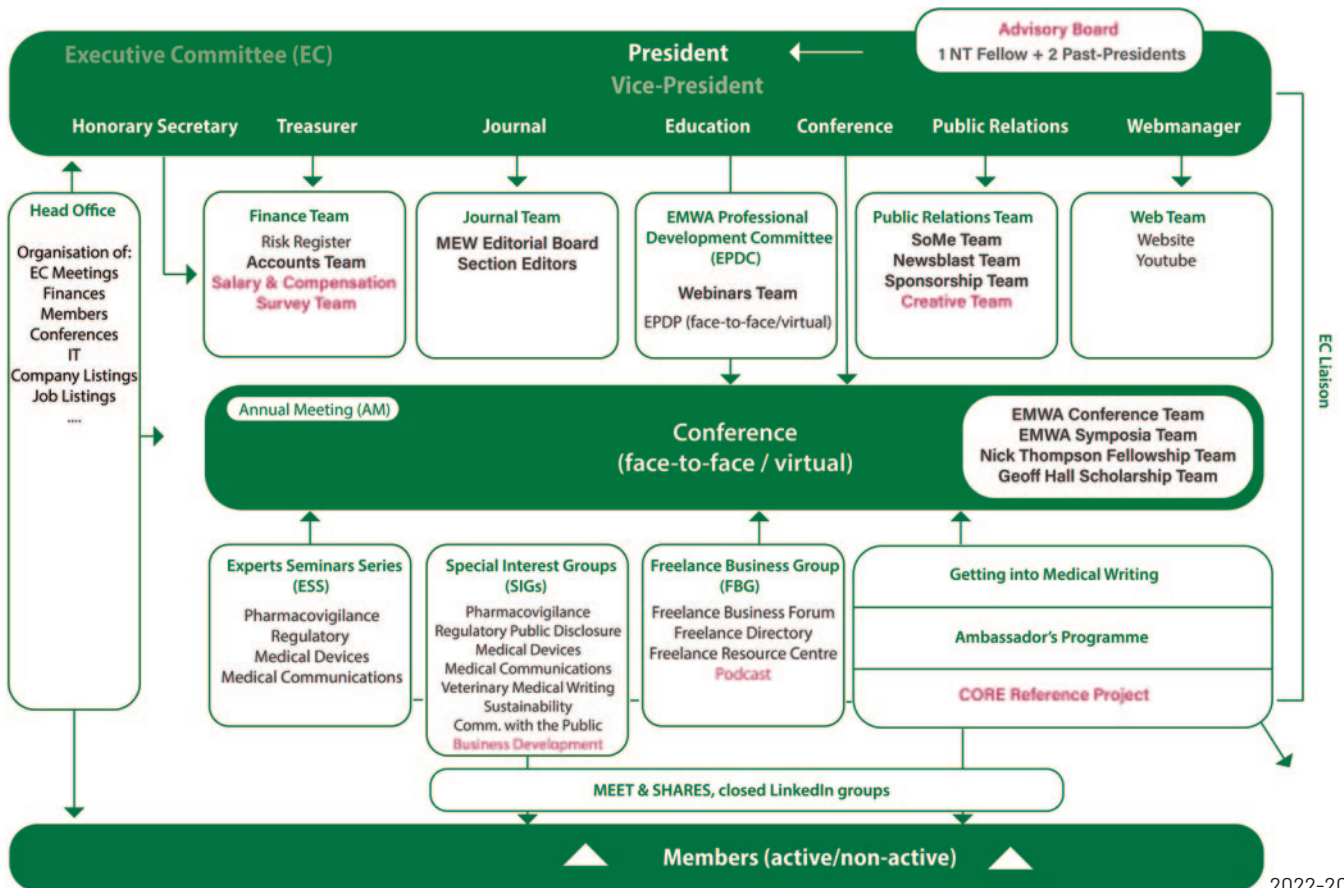 Advisory Board
1 NT Fellow + 2 Past-Presidents
Executive Committee (EC)
President
Vice-President
Honorary Secretary
Treasurer
Journal
Education
Conference
Public Relations
Webmanager
Head Office
Organisation of:
EC Meetings
Finances
Members
Conferences
IT
Company Listings
Job Listings
....
Finance Team
Risk Register
Accounts Team
Salary & Compensation
Survey Team
Journal Team
MEW Editorial Board
Section Editors
EMWA Professional
Development Committee
(EPDC)
Webinars Team
EPDP (face-to-face/virtual)
Public Relations Team
SoMe Team
Newsblast Team
Sponsorship Team
Creative Team
Web Team
Website
Youtube
EC Liaison
Annual Meeting (AM)
Conference
(face-to-face / virtual)
EMWA Conference Team
EMWA Symposia Team
Nick Thompson Fellowship Team
Geoff Hall Scholarship Team
Experts Seminars Series
(ESS)
Pharmacovigilance
Regulatory
Medical Devices
Medical Communications
Special Interest Groups
(SIGs)
Pharmacovigilance
Regulatory Public Disclosure
Medical Devices
Medical Communications
Veterinary Medical Writing
Sustainability
Comm. with the Public
Business Development
Freelance Business Group
(FBG)
Freelance Business Forum
Freelance Directory
Freelance Resource Centre
Podcast
Getting into Medical Writing
Ambassador's Programme
CORE Reference Project
MEET & SHARES, closed LinkedIn groups
Members (active/non-active)